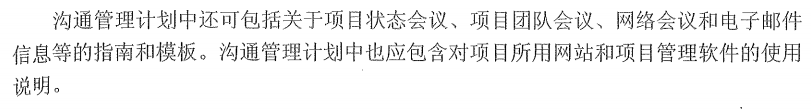 沟通管理计划中还可包括关于项目状态会议、项目团队会议、网络会议和电子邮件
信息等的指南和模板。沟通管理计划中也应包含对项目所用网站和项目管理软件的使用
说明。